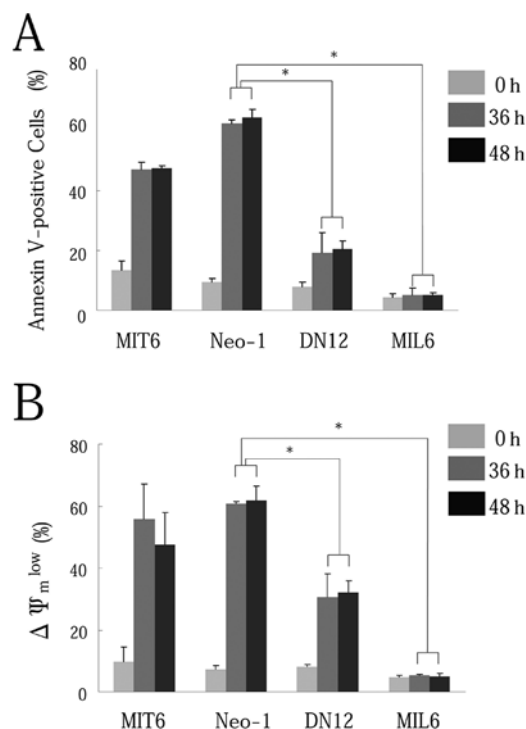 A
Annexin V-positive Cells (%)
80
60
40
20
0
*
*
0 h
36 h
48 h
MIT6 Neo-1 DN12 MIL6
B
Δ Ψm low (%)
80
60
40
20
0
*
*
0 h
36 h
48 h
MIT6 Neo-1 DN12 MIL6